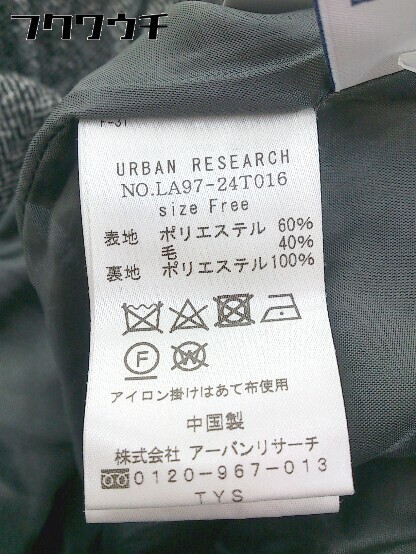 フクワウチ
F-31
URBAN RESEARCH
NO.LA97-24T016
size Free
表地 ポリエステル 60%
毛 40%
裏地 ポリエステル 100%
F W
アイロン掛けはあて布使用
中国製
株式会社 アーバンリサーチ
0120-967-013
TYS